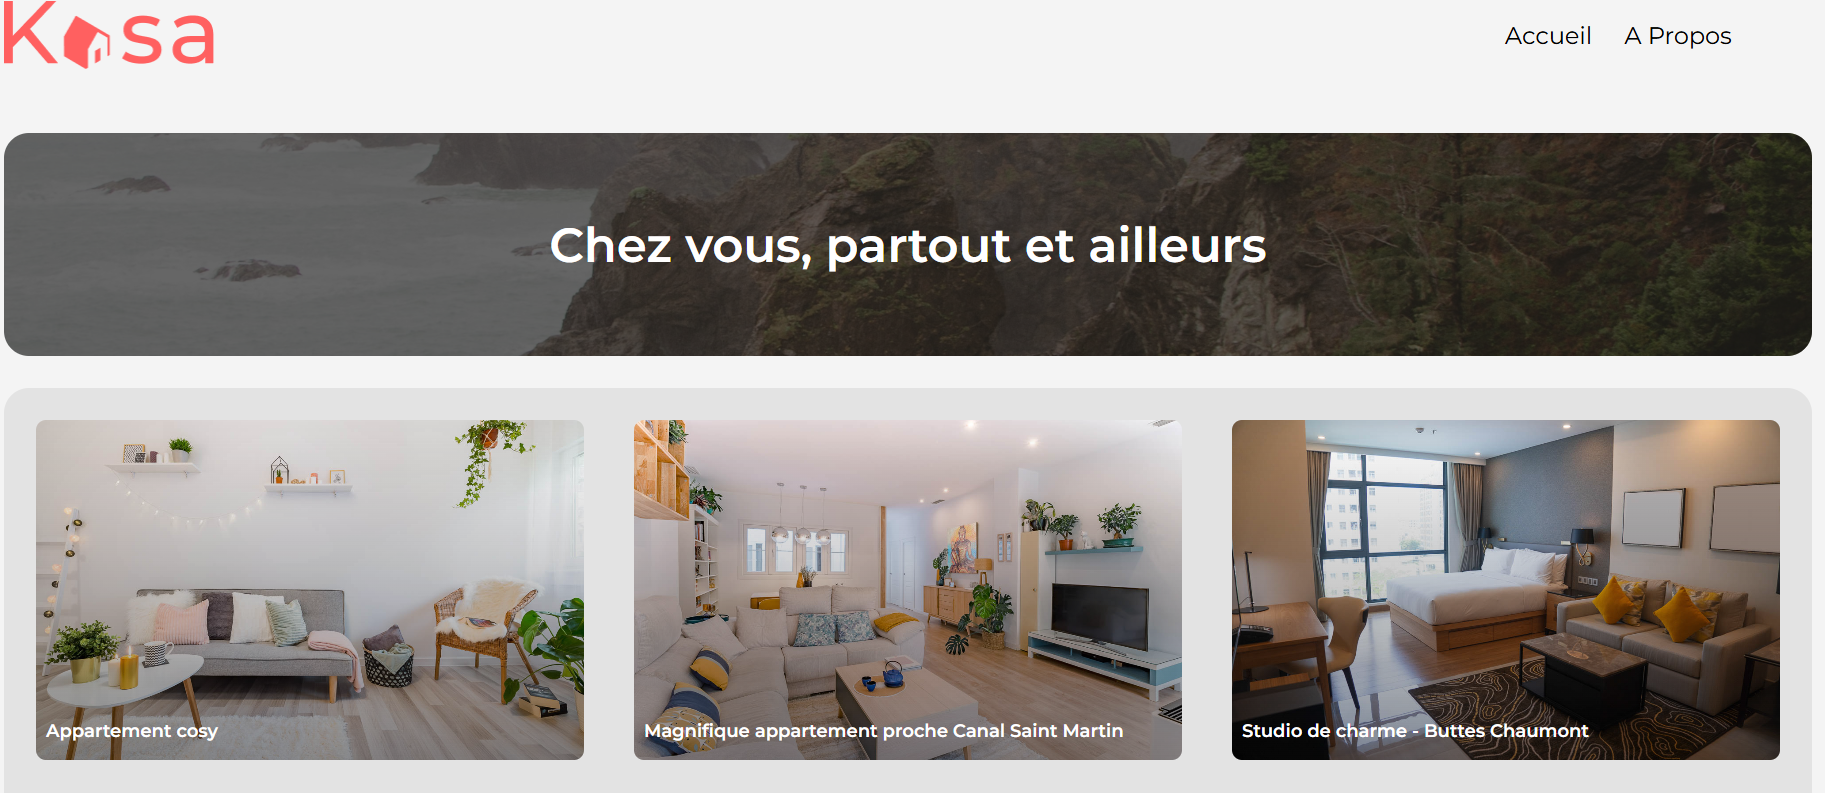 Kasa
Accueil A Propos
Chez vous, partout et ailleurs
Appartement cosy
Magnifique appartement proche Canal Saint Martin
Studio de charme - Buttes Chaumont